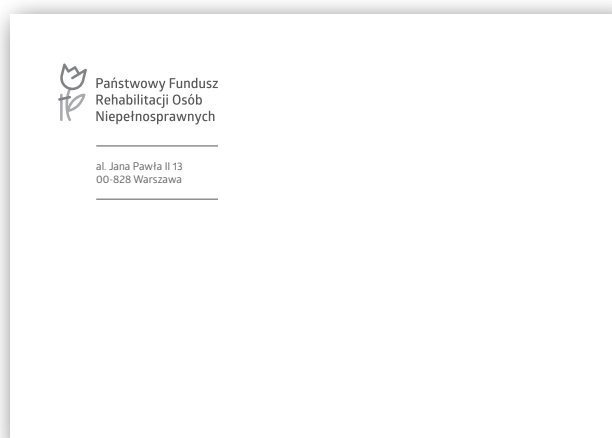 Państwowy Fundusz
Rehabilitacji Osób
Niepełnosprawnych
al. Jana Pawła II 13
00-828 Warszawa